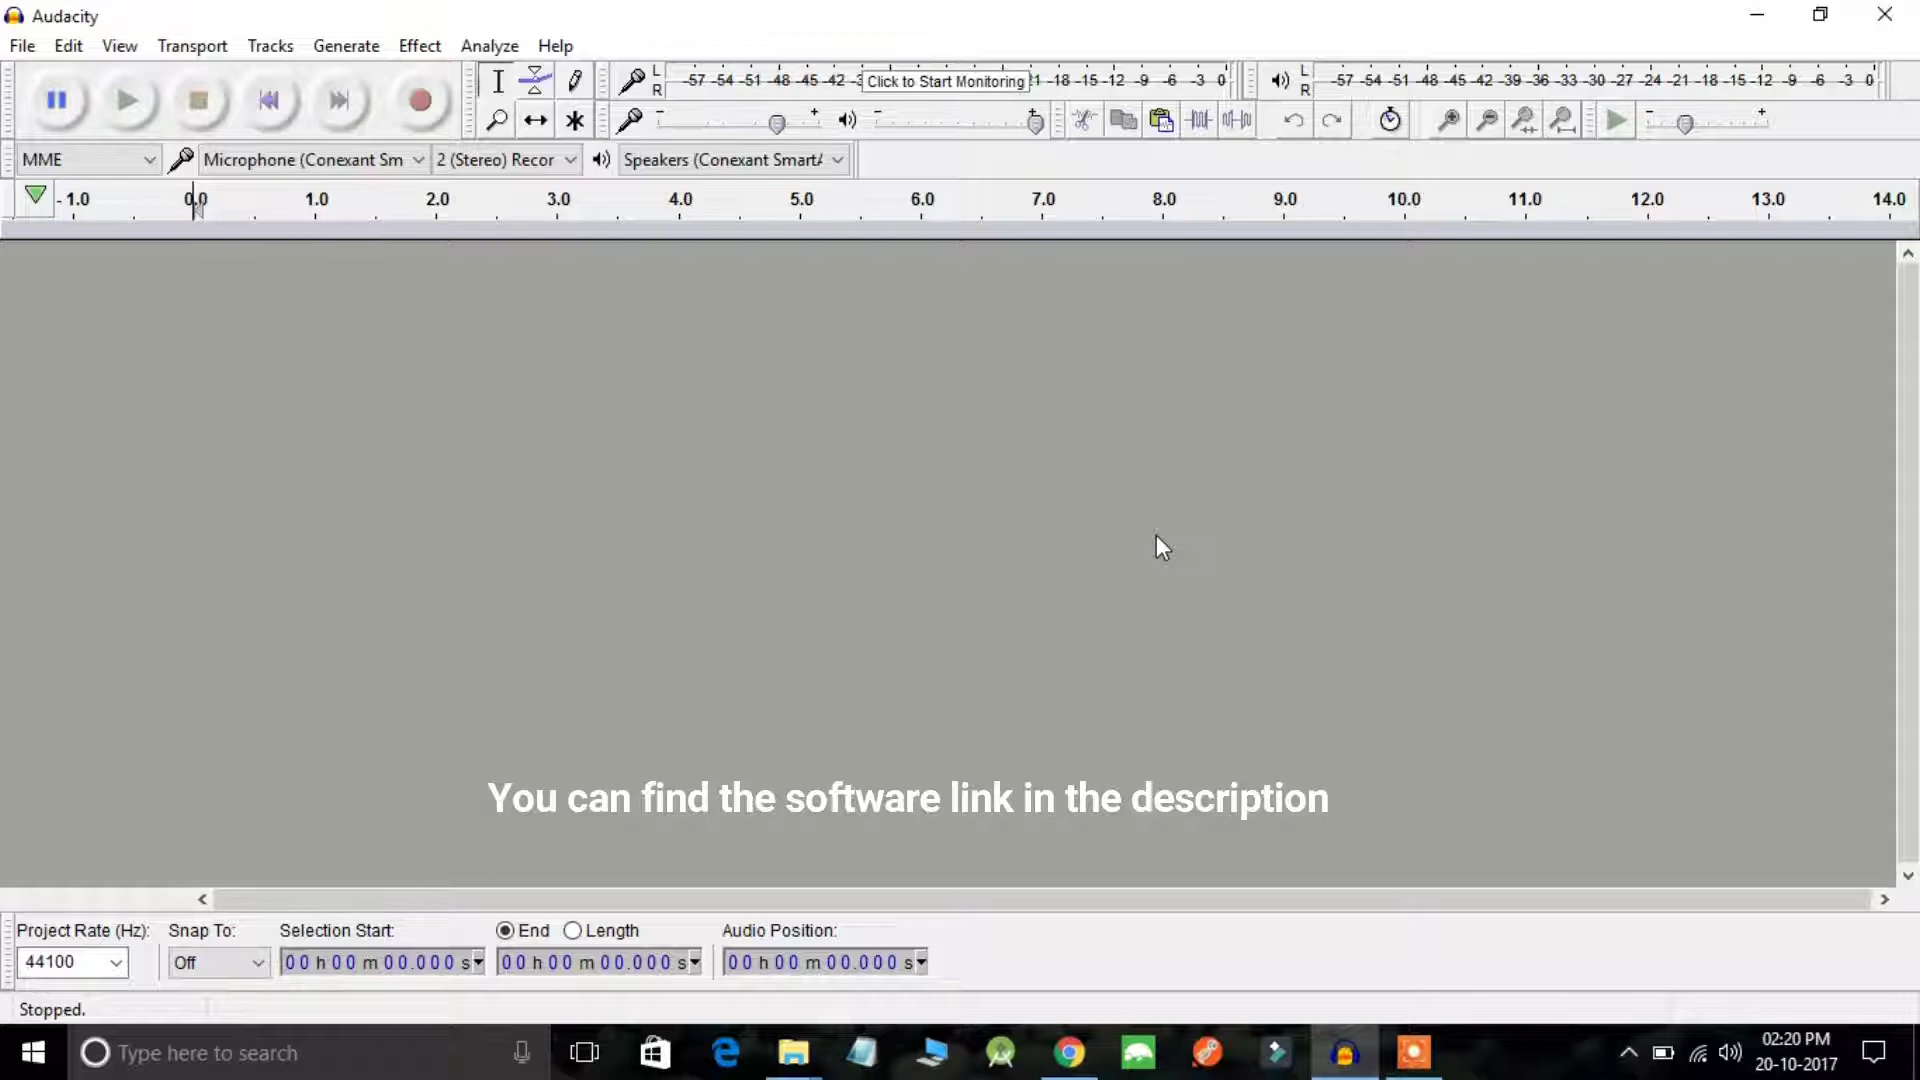 Audacity
File Edit View Transport Tracks Generate Effect Analyze Help
L
R
-57 -54 -51 -48 -45 -42 -3 Click to Start Monitoring 1 -18 -15 -12 -9 -6 -3 0
L
R
-57 -54 -51 -48 -45 -42 -39 -36 -33 -30 -27 -24 -21 -18 -15 -12 -9 -6 -3 0
MME
Microphone (Conexant Sm
2 (Stereo) Recor
Speakers (Conexant SmartA
- 1.0 0.0 1.0 2.0 3.0 4.0 5.0 6.0 7.0 8.0 9.0 10.0 11.0 12.0 13.0 14.0
You can find the software link in the description
Project Rate (Hz): Snap To: Selection Start: End Length Audio Position:
44100 Off 00 h 00 m 00.000 s 00 h 00 m 00.000 s 00 h 00 m 00.000 s
Stopped.
Type here to search
02:20 PM
20-10-2017